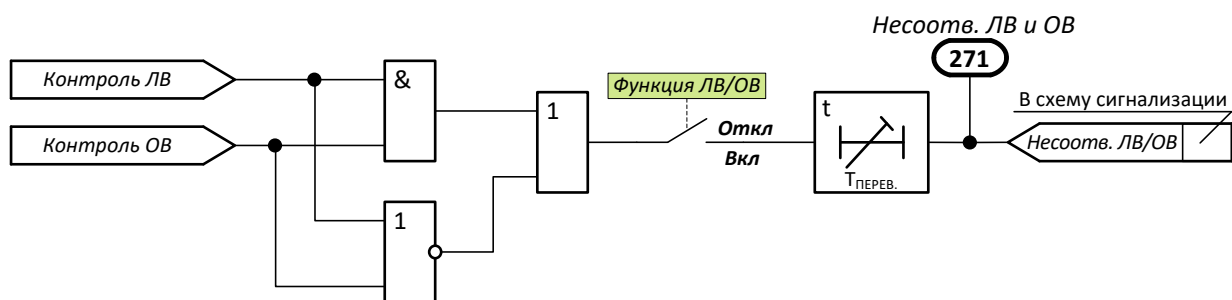 Несоотв. ЛВ и ОВ
271
В схему сигнализации
Контроль ЛВ
&
Функция ЛВ/ОВ
1
t
Откл
Контроль ОВ
Несоотв. ЛВ/ОВ
Вкл
TПЕРЕВ.
1